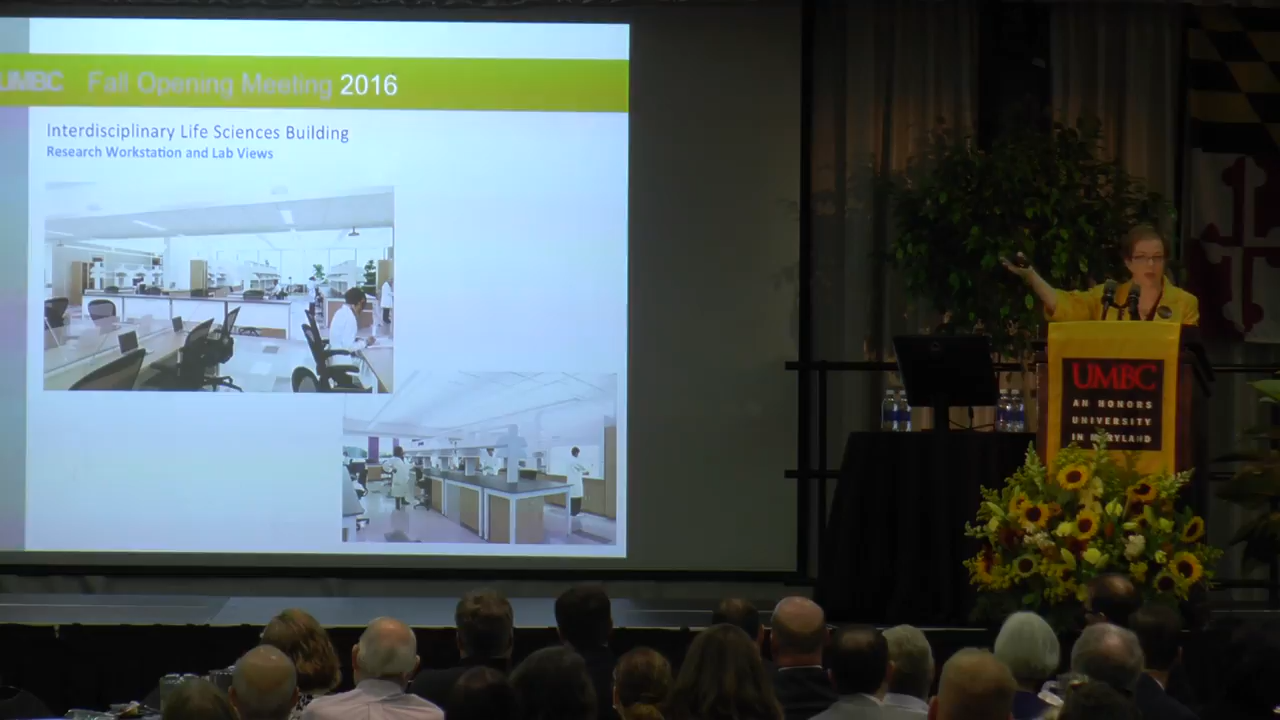 UMBC Fall Opening Meeting 2016
Interdisciplinary Life Sciences Building
Research Workstation and Lab Views
UMBC
AN HONORS
UNIVERSITY
IN MARYLAND